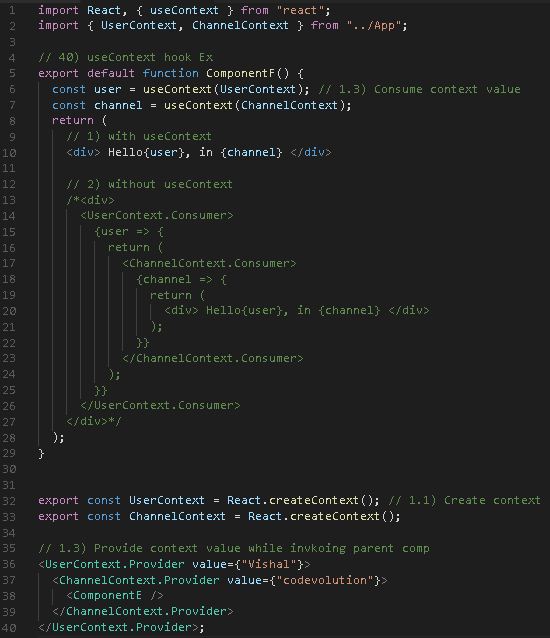 1 import React, { useContext } from "react";
2 import { UserContext, ChannelContext } from "../App";
3
4 // 40) useContext hook Ex
5 export default function ComponentF() {
6   const user = useContext(UserContext); // 1.3) Consume context value
7   const channel = useContext(ChannelContext);
8   return (
9     // 1) with useContext
10     <div> Hello{user}, in {channel} </div>
11
12     // 2) without useContext
13     /*<div>
14       <UserContext.Consumer>
15         {user => {
16           return (
17             <ChannelContext.Consumer>
18               {channel => {
19                 return (
20                   <div> Hello{user}, in {channel} </div>
21                 );
22               }}
23             </ChannelContext.Consumer>
24           );
25         }}
26       </UserContext.Consumer>
27     </div>*/
28   );
29 }
30
31
32 export const UserContext = React.createContext(); // 1.1) Create context
33 export const ChannelContext = React.createContext();
34
35 // 1.3) Provide context value while invkoing parent comp
36 <UserContext.Provider value={"Vishal"}>
37   <ChannelContext.Provider value={"codevolution"}>
38     <ComponentE />
39   </ChannelContext.Provider>
40 </UserContext.Provider>;